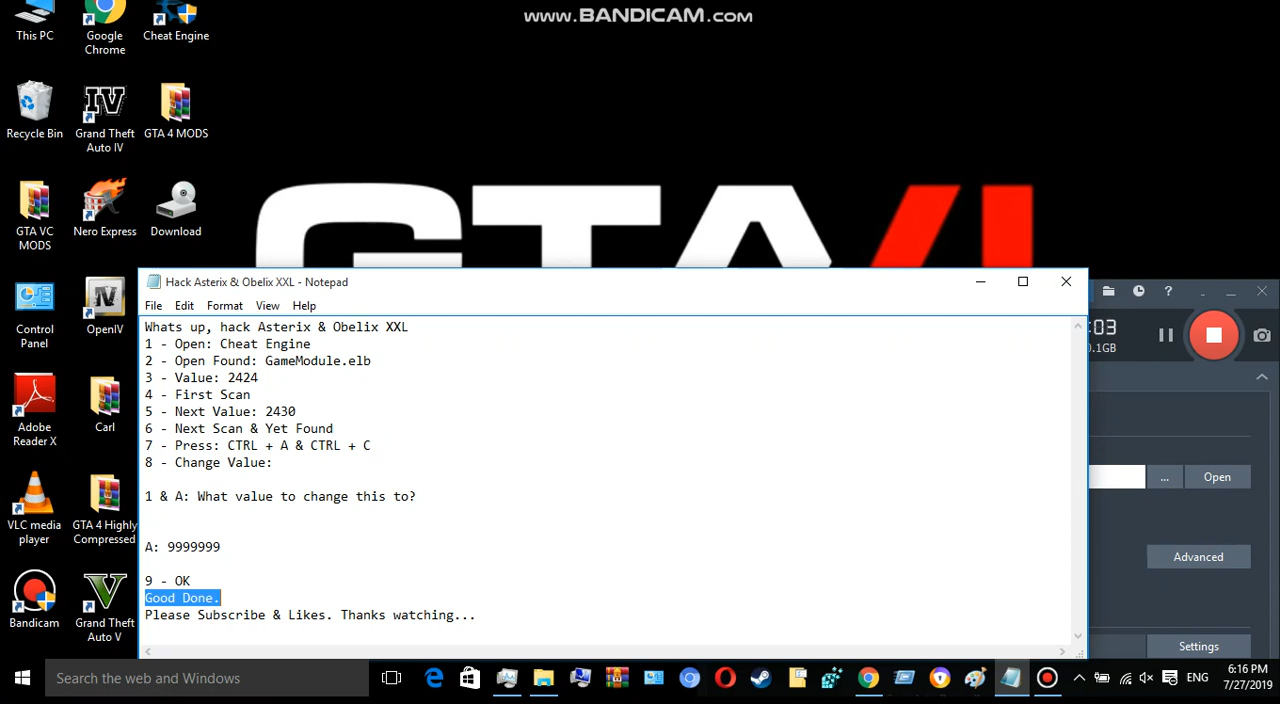 www.BANDICAM.com
This PC
Google Chrome
Cheat Engine
Recycle Bin
Grand Theft Auto IV
GTA 4 MODS
GTA VC MODS
Nero Express
Download
Control Panel
OpenIV
Adobe Reader X
Carl
VLC media player
GTA 4 Highly Compressed
Bandicam
Grand Theft Auto V
Hack Asterix & Obelix XXL - Notepad
File Edit Format View Help
Whats up, hack Asterix & Obelix XXL
1 - Open: Cheat Engine
2 - Open Found: GameModule.elb
3 - Value: 2424
4 - First Scan
5 - Next Value: 2430
6 - Next Scan & Yet Found
7 - Press: CTRL + A & CTRL + C
8 - Change Value:
1 & A: What value to change this to?
A: 9999999
9 - OK
Good Done.
Please Subscribe & Likes. Thanks watching...
:03
0.1GB
... Open
Advanced
Settings
Search the web and Windows
ENG
6:16 PM
7/27/2019